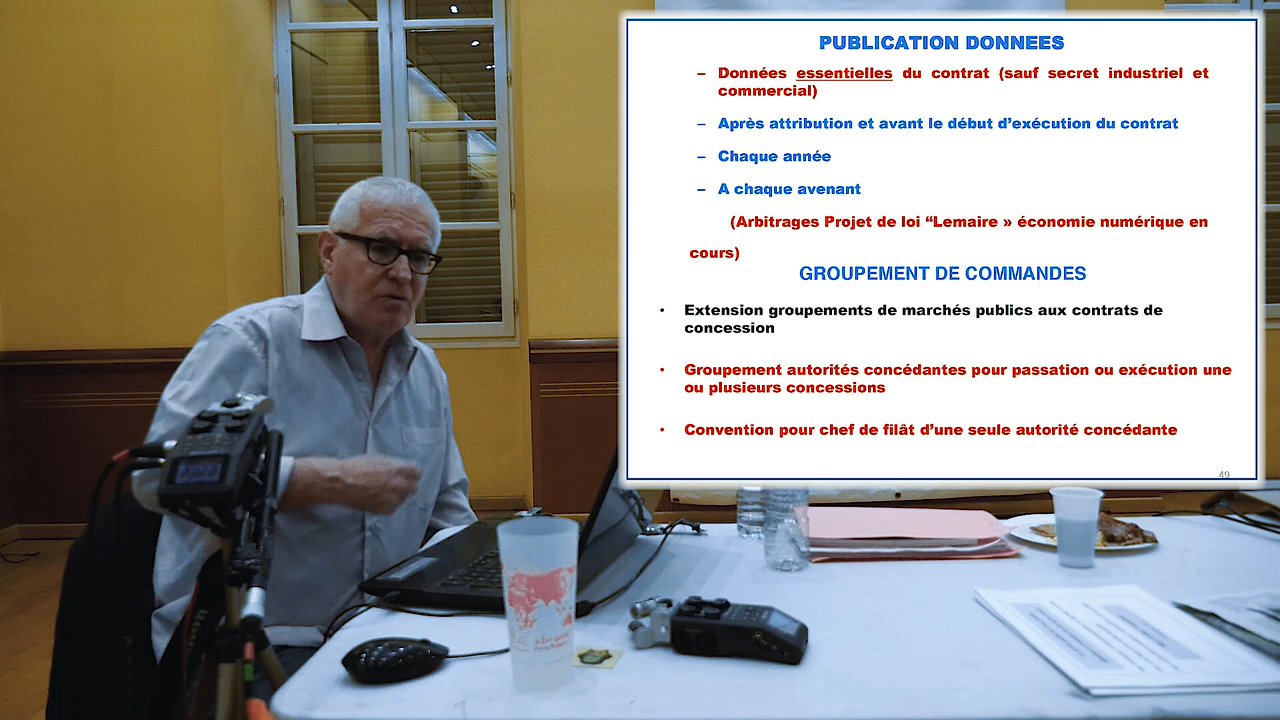 PUBLICATION DONNEES
– Données essentielles du contrat (sauf secret industriel et
commercial)
– Après attribution et avant le début d’exécution du contrat
– Chaque année
– A chaque avenant
(Arbitrages Projet de loi “Lemaire » économie numérique en
cours)
GROUPEMENT DE COMMANDES
• Extension groupements de marchés publics aux contrats de
concession
• Groupement autorités concédantes pour passation ou exécution une
ou plusieurs concessions
• Convention pour chef de filât d’une seule autorité concédante
49